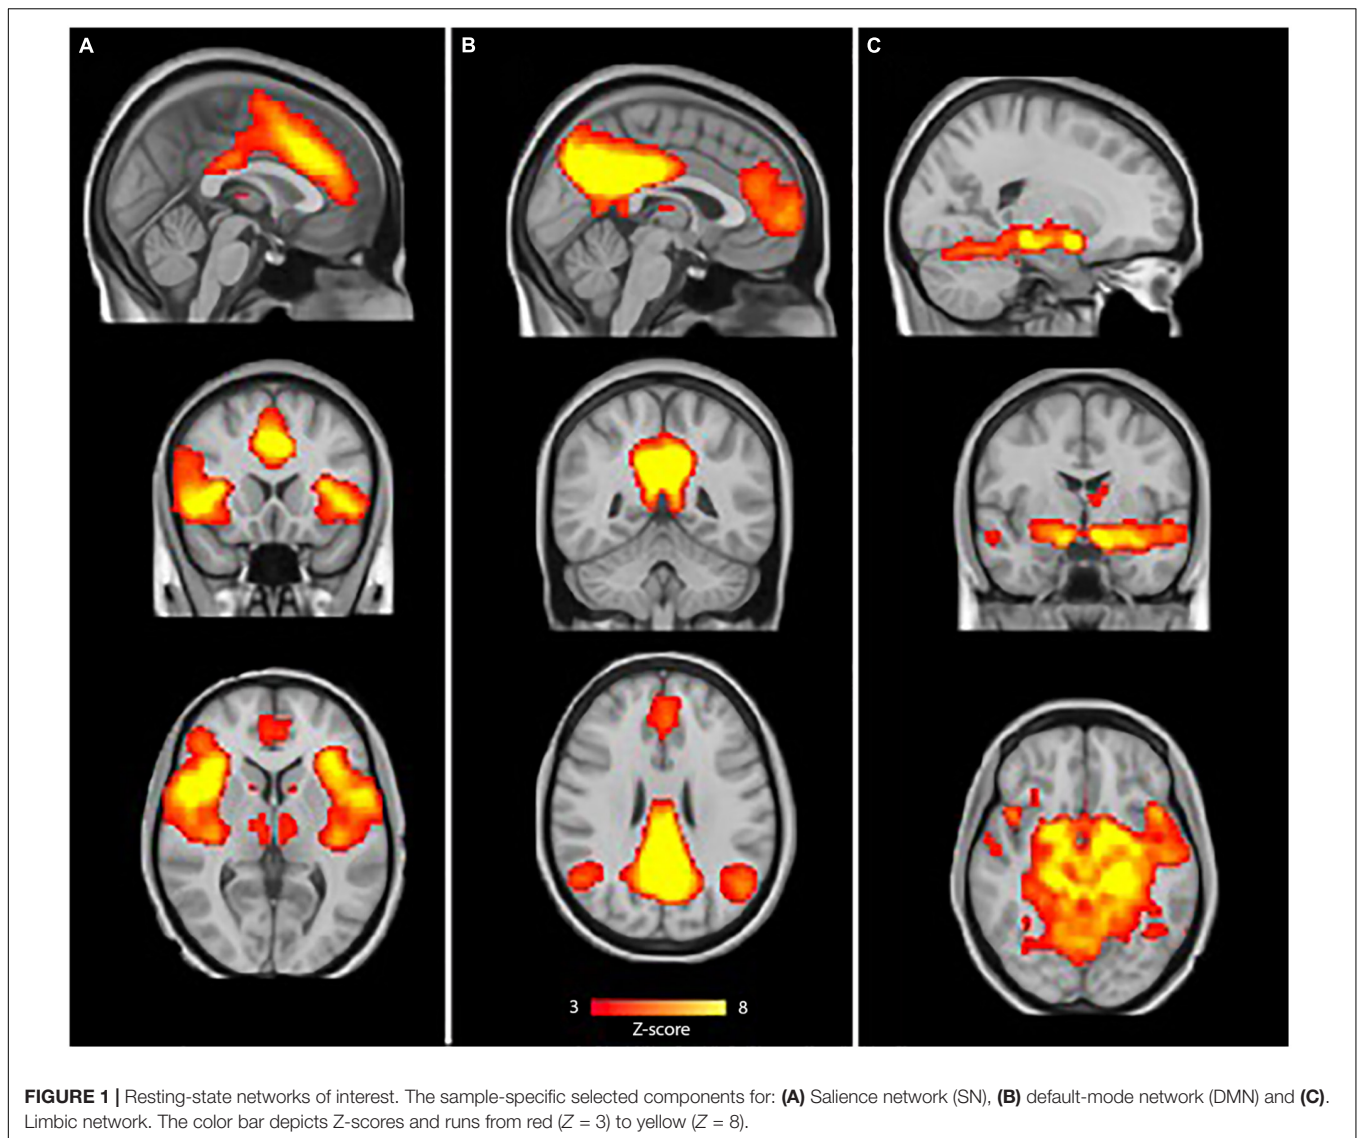 A
B
C
3
8
Z-score
FIGURE 1 | Resting-state networks of interest. The sample-specific selected components for: (A) Salience network (SN), (B) default-mode network (DMN) and (C).
Limbic network. The color bar depicts Z-scores and runs from red (Z = 3) to yellow (Z = 8).